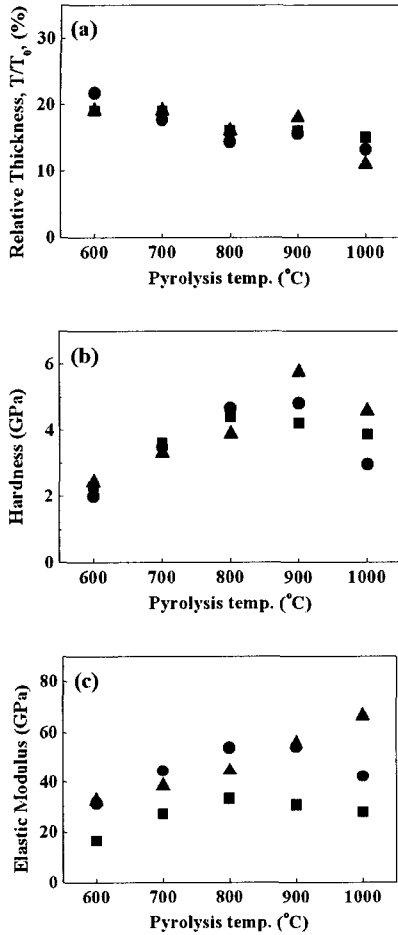 (a)
Relative Thickness, T/T₀, (%)
30
20
10
0
600 700 800 900 1000
Pyrolysis temp. (°C)
(b)
Hardness (GPa)
6
4
2
0
600 700 800 900 1000
Pyrolysis temp. (°C)
(c)
Elastic Modulus (GPa)
80
60
40
20
0
600 700 800 900 1000
Pyrolysis temp. (°C)